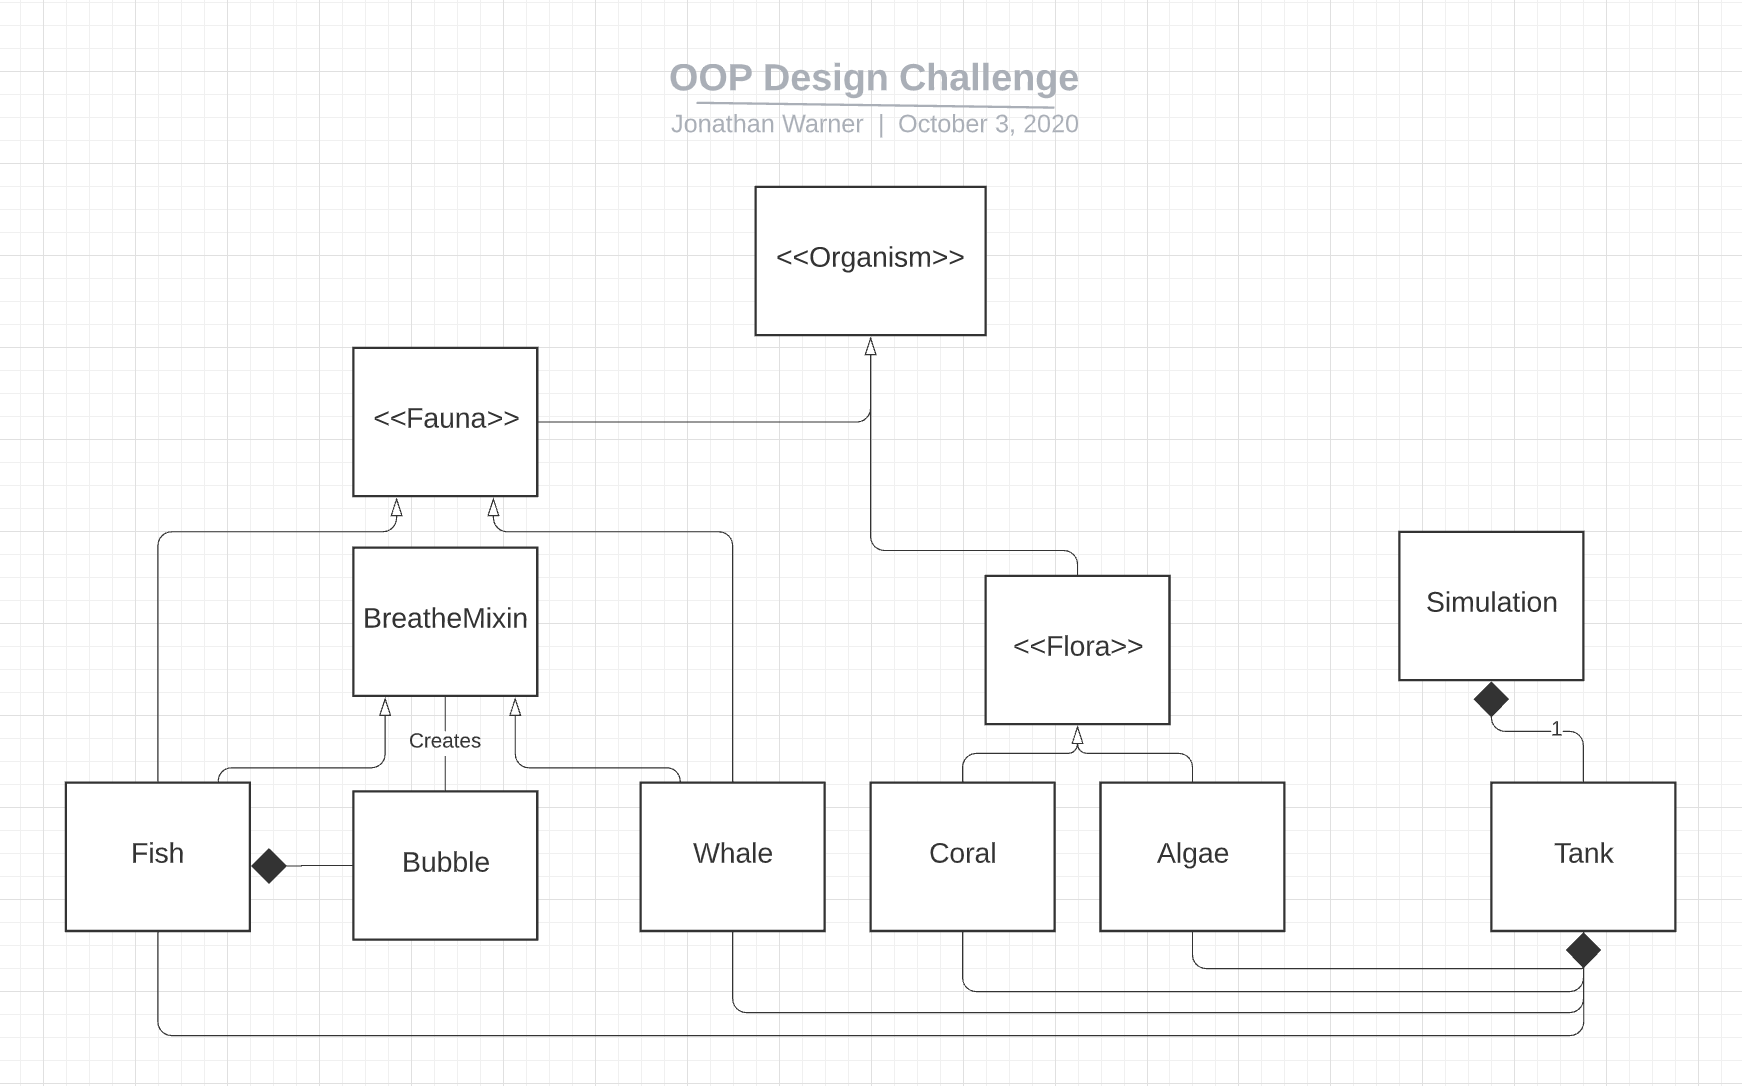 OOP Design Challenge
Jonathan Warner | October 3, 2020
<<Organism>>
<<Fauna>>
BreatheMixin
Simulation
<<Flora>>
1
Creates
Fish
Bubble
Whale
Coral
Algae
Tank